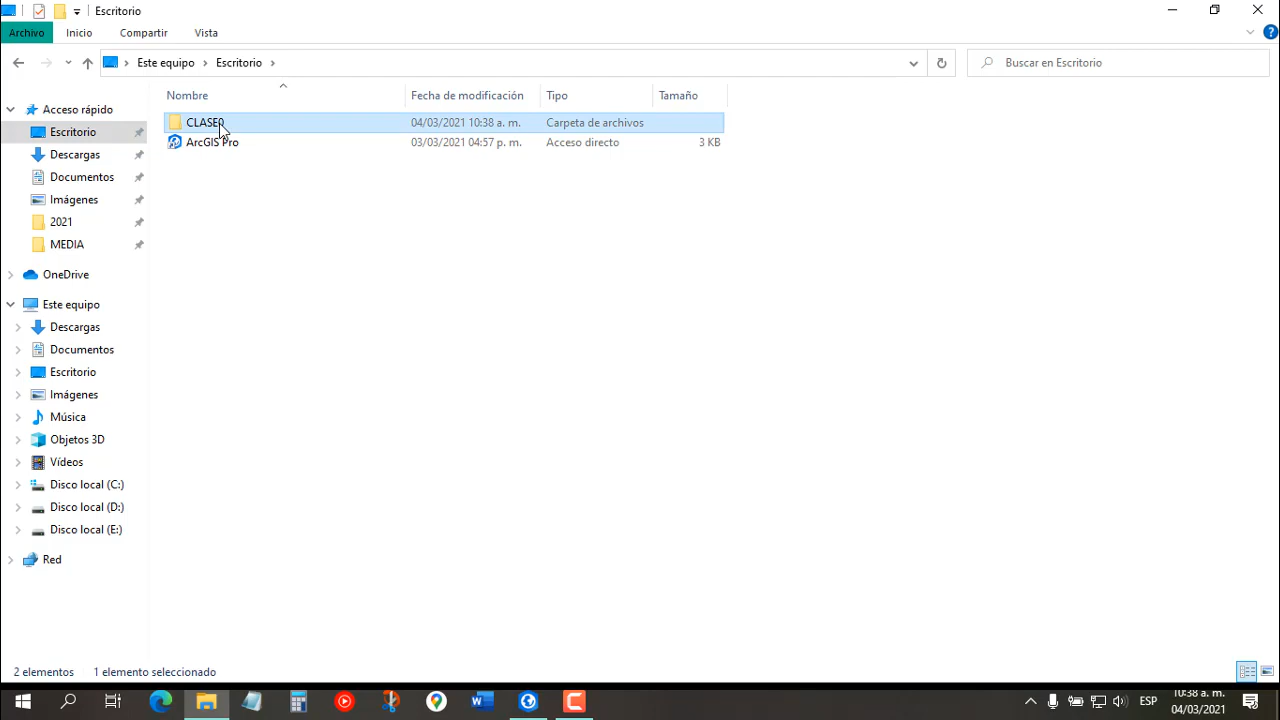 Escritorio
Archivo Inicio Compartir Vista
Este equipo Escritorio
Buscar en Escritorio
Nombre Fecha de modificación Tipo Tamaño
CLASE0 04/03/2021 10:38 a. m. Carpeta de archivos
ArcGIS Pro 03/03/2021 04:57 p. m. Acceso directo 3 KB
Acceso rápido
Escritorio
Descargas
Documentos
Imágenes
2021
MEDIA
OneDrive
Este equipo
Descargas
Documentos
Escritorio
Imágenes
Música
Objetos 3D
Vídeos
Disco local (C:)
Disco local (D:)
Disco local (E:)
Red
2 elementos 1 elemento seleccionado
ESP
10:38 a. m.
04/03/2021